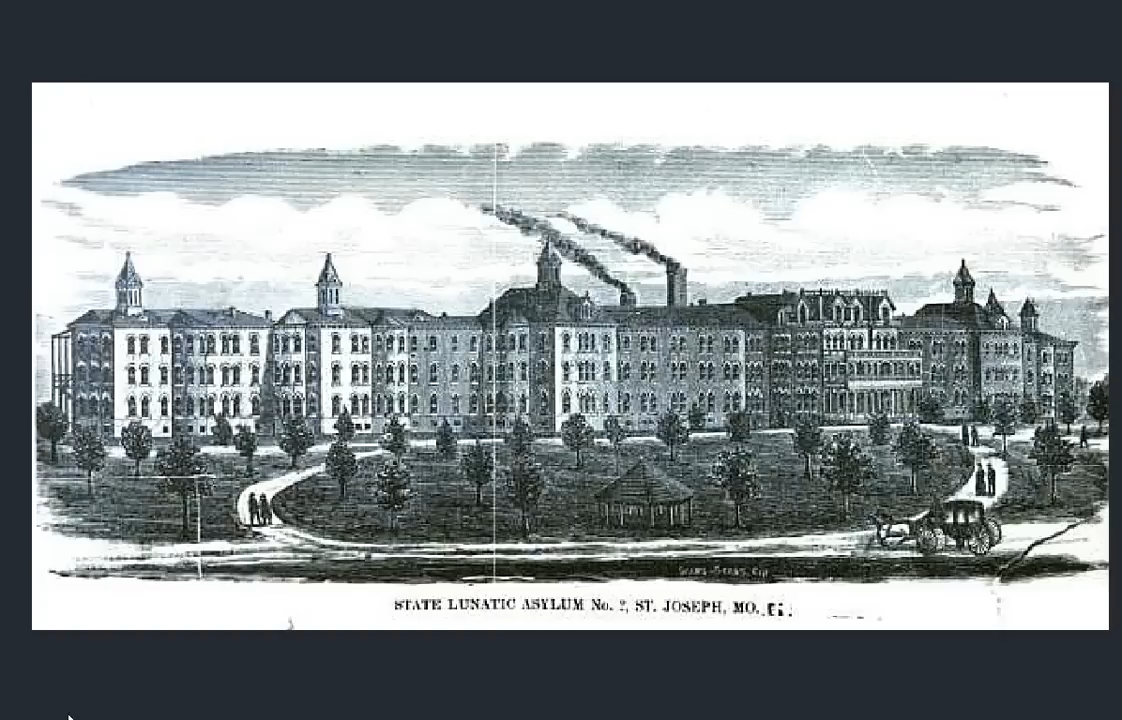 STATE LUNATIC ASYLUM No. 2, ST. JOSEPH, MO.